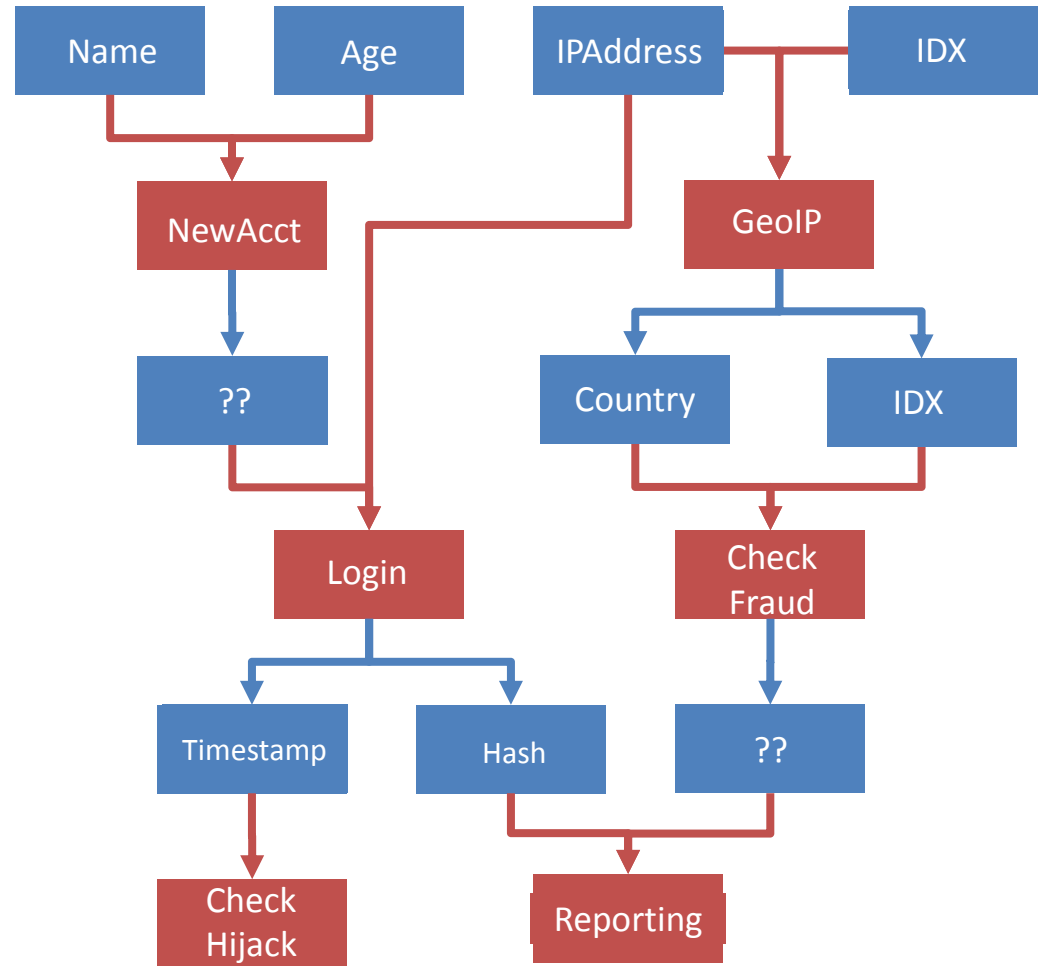 Name
Age
IPAddress
IDX
NewAcct
GeoIP
??
Country
IDX
Login
Check
Fraud
Timestamp
Hash
??
Check
Hijack
Reporting